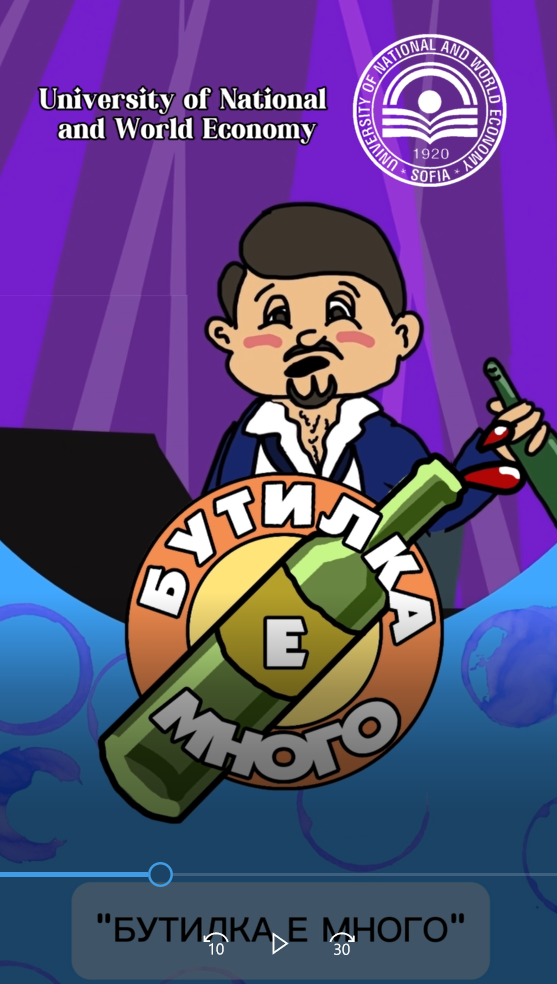 University of National
and World Economy
UNIVERSITY OF NATIONAL AND WORLD ECONOMY
1920
* SOFIA *
БУТИЛКА
Е
МНОГО
"БУТИЛКА Е МНОГО"
10
30